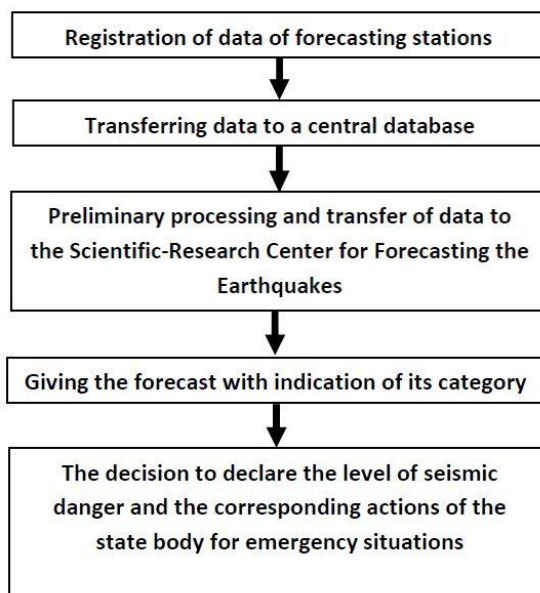 Registration of data of forecasting stations
Transferring data to a central database
Preliminary processing and transfer of data to
the Scientific-Research Center for Forecasting the
Earthquakes
Giving the forecast with indication of its category
The decision to declare the level of seismic
danger and the corresponding actions of the
state body for emergency situations